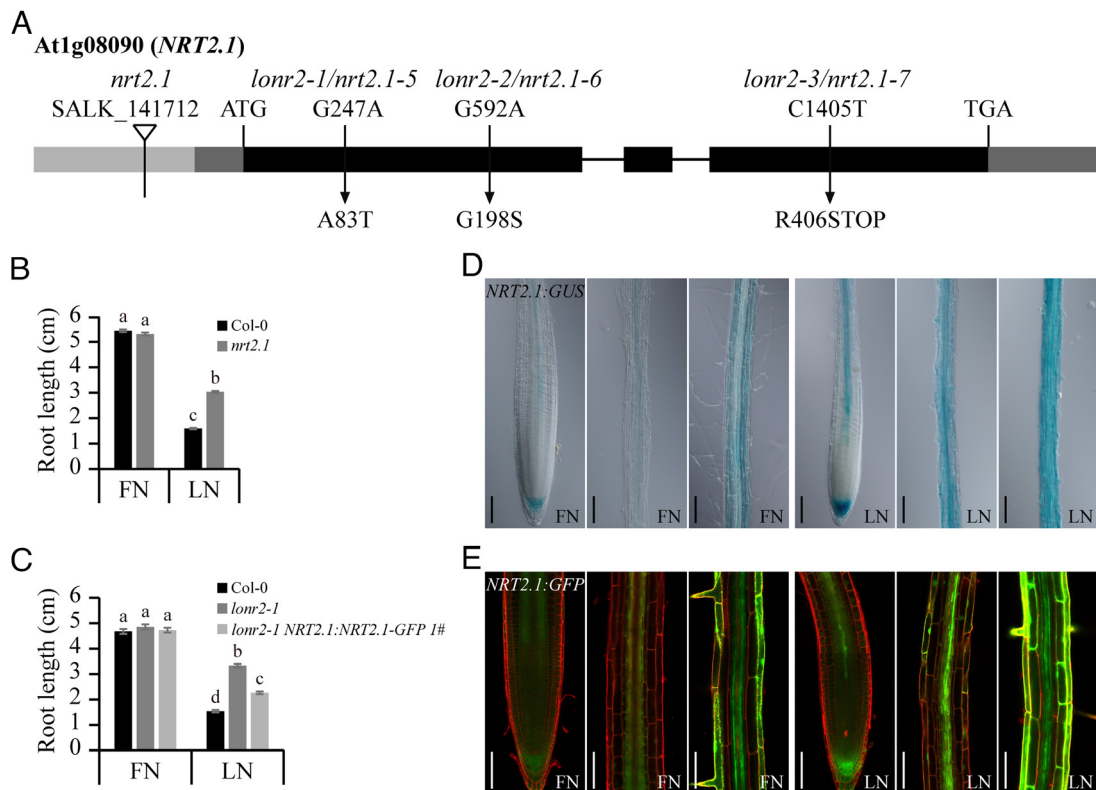 A
At1g08090 (NRT2.1)
nrt2.1 lonr2-1/nrt2.1-5 lonr2-2/nrt2.1-6 lonr2-3/nrt2.1-7
SALK_141712 ATG G247A G592A C1405T TGA
A83T G198S R406STOP
B
Root length (cm)
6
5
4
3
2
1
0
a a
c b
Col-0
nrt2.1
FN LN
C
Root length (cm)
6
5
4
3
2
1
0
a a a
d b c
Col-0
lonr2-1
lonr2-1 NRT2.1:NRT2.1-GFP 1#
FN LN
D
NRT2.1:GUS
FN FN FN LN LN LN
E
NRT2.1:GFP
FN FN FN LN LN LN